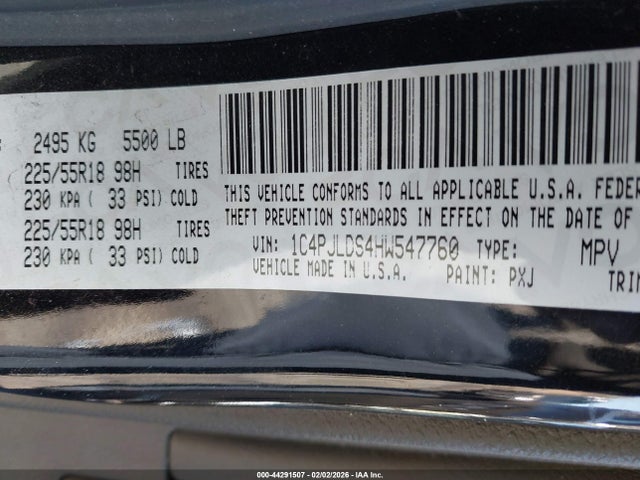 2495 KG 5500 LB
225/55R18 98H TIRES
230 KPA ( 33 PSI) COLD
225/55R18 98H TIRES
230 KPA ( 33 PSI) COLD
THIS VEHICLE CONFORMS TO ALL APPLICABLE U.S.A. FEDER
THEFT PREVENTION STANDARDS IN EFFECT ON THE DATE OF
VIN: 1C4PJLDS4HW547760 TYPE: MPV
VEHICLE MADE IN U.S.A. PAINT: PXJ
TRIM
000-44291507 - 02/02/2026 - © IAA Inc.